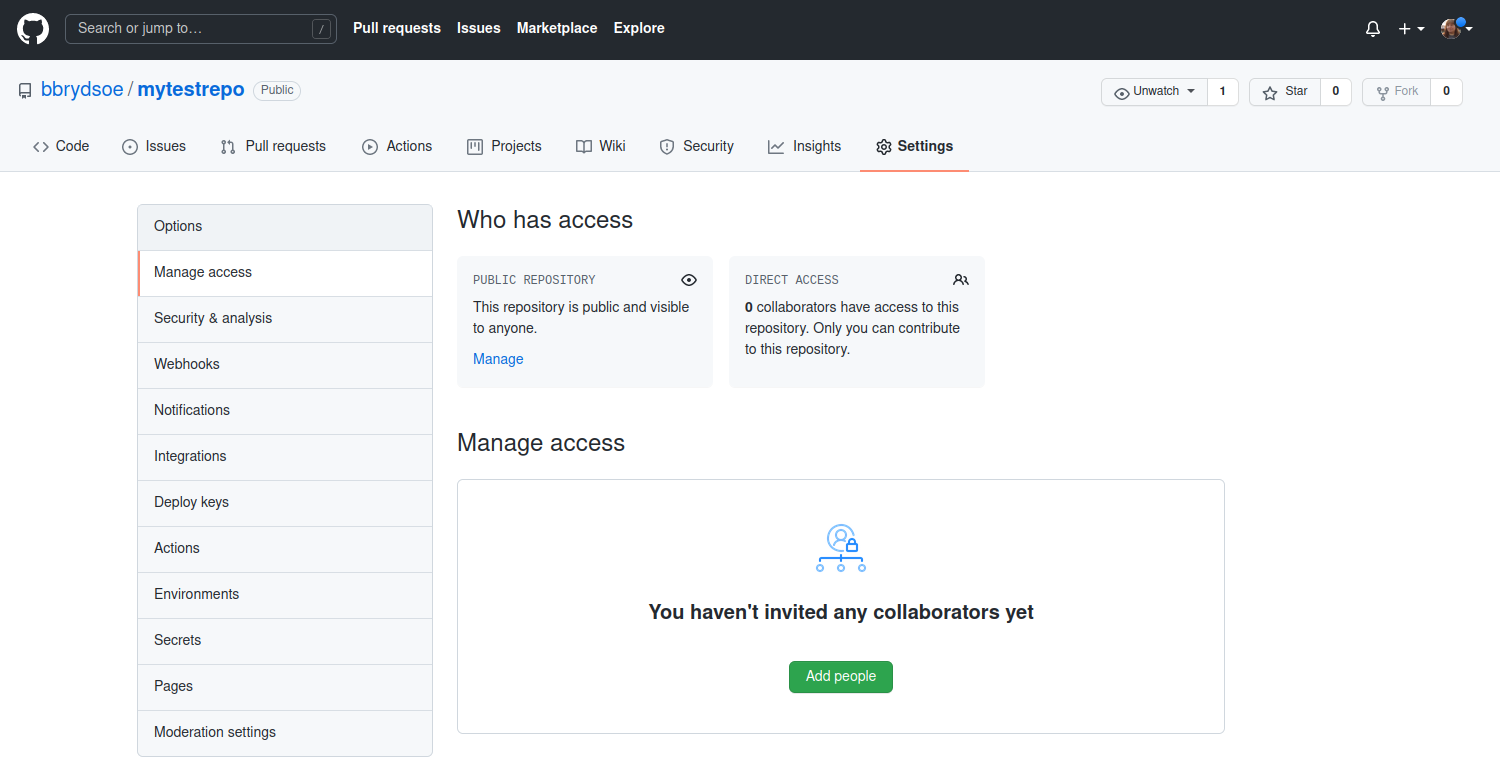 Search or jump to… /
Pull requests Issues Marketplace Explore
bbrydsoe / mytestrepo Public
Unwatch 1 Star 0 Fork 0
Code Issues Pull requests Actions Projects Wiki Security Insights Settings
Options
Manage access
Security & analysis
Webhooks
Notifications
Integrations
Deploy keys
Actions
Environments
Secrets
Pages
Moderation settings
Who has access
PUBLIC REPOSITORY
This repository is public and visible
to anyone.
Manage
DIRECT ACCESS
0 collaborators have access to this
repository. Only you can contribute
to this repository.
Manage access
You haven't invited any collaborators yet
Add people